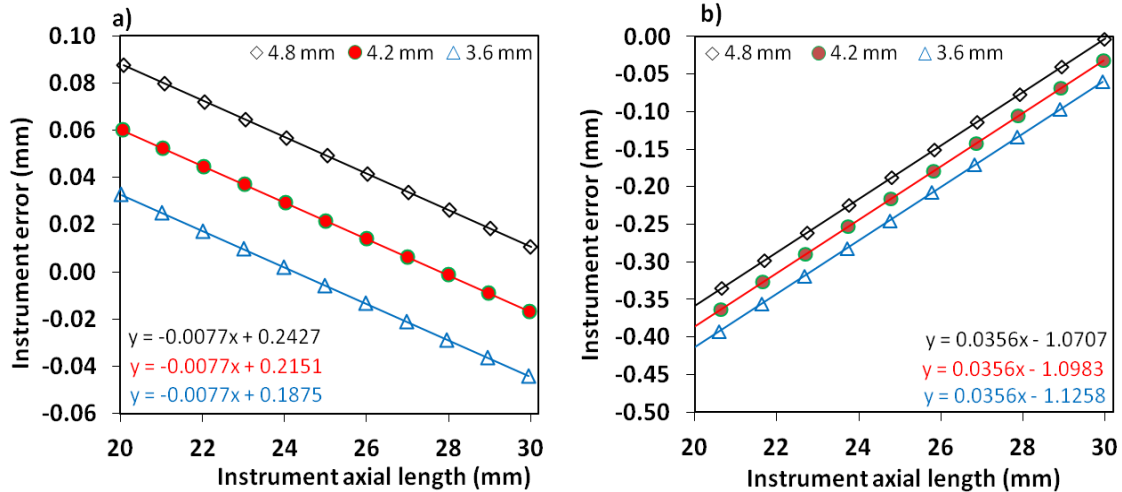 a)
0.10
0.08
0.06
0.04
0.02
0.00
-0.02
-0.04
-0.06
Instrument error (mm)
4.8 mm 4.2 mm 3.6 mm
y = -0.0077x + 0.2427
y = -0.0077x + 0.2151
y = -0.0077x + 0.1875
20 22 24 26 28 30
Instrument axial length (mm)
b)
0.00
-0.05
-0.10
-0.15
-0.20
-0.25
-0.30
-0.35
-0.40
-0.45
-0.50
Instrument error (mm)
4.8 mm 4.2 mm 3.6 mm
y = 0.0356x - 1.0707
y = 0.0356x - 1.0983
y = 0.0356x - 1.1258
20 22 24 26 28 30
Instrument axial length (mm)